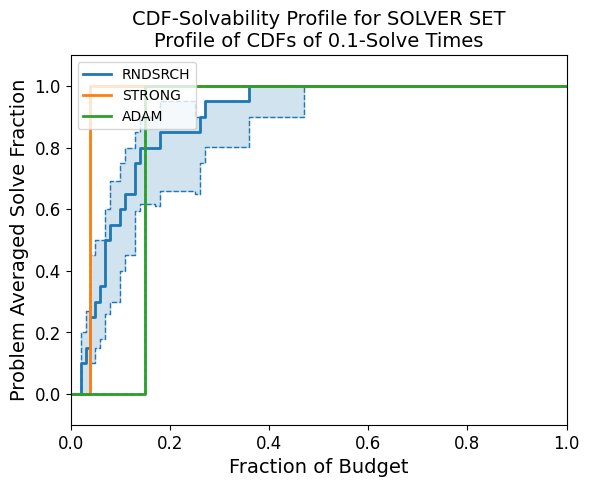 CDF-Solvability Profile for SOLVER SET
Profile of CDFs of 0.1-Solve Times
RNDSRCH
STRONG
ADAM
Problem Averaged Solve Fraction
1.0
0.8
0.6
0.4
0.2
0.0
0.0 0.2 0.4 0.6 0.8 1.0
Fraction of Budget